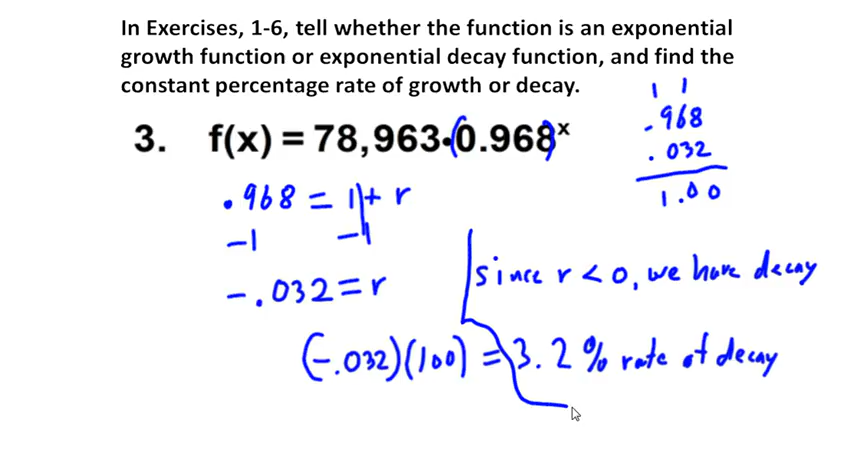 In Exercises, 1-6, tell whether the function is an exponential
growth function or exponential decay function, and find the
constant percentage rate of growth or decay.
3. f(x) = 78,963•(0.968)ˣ
1 1
.968
.032
1.00
.968 = 1 + r
-1 -1
-.032 = r
since r < 0, we have decay
(-.032)(100) = 3.2 % rate of decay